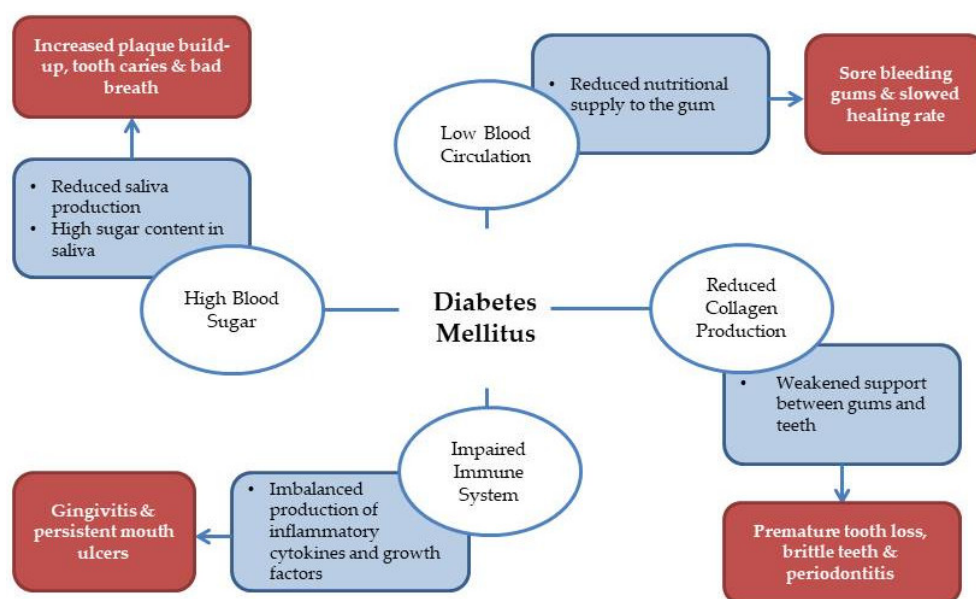 Increased plaque build-
up, tooth caries & bad
breath
• Reduced saliva
production
• High sugar content in
saliva
High Blood
Sugar
Low Blood
Circulation
• Reduced nutritional
supply to the gum
Sore bleeding
gums & slowed
healing rate
Diabetes
Mellitus
Reduced
Collagen
Production
• Weakened support
between gums and
teeth
Premature tooth loss,
brittle teeth &
periodontitis
Impaired
Immune
System
• Imbalanced
production of
inflammatory
cytokines and growth
factors
Gingivitis &
persistent mouth
ulcers